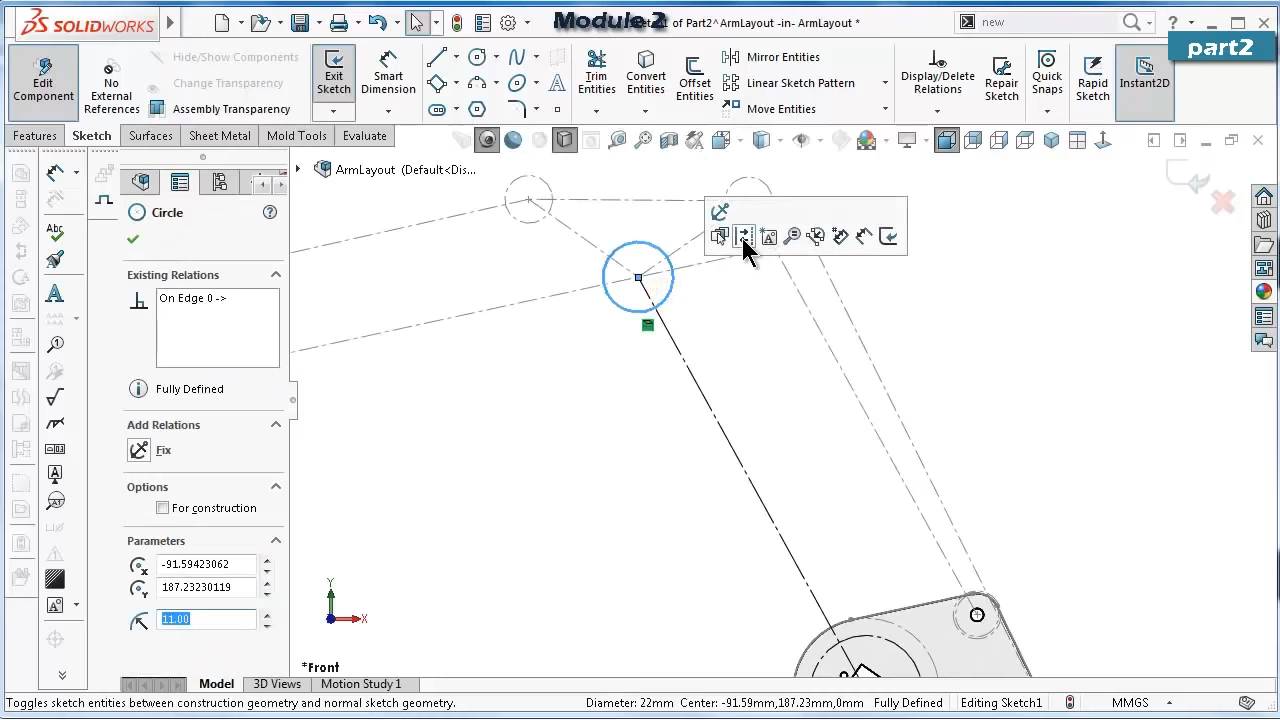 SOLIDWORKS
Module 2
of Part2^ ArmLayout -in- ArmLayout *
new
part2
Edit Component
No External References
Hide/Show Components
Change Transparency
Assembly Transparency
Exit Sketch
Smart Dimension
Trim Entities
Convert Entities
Offset Entities
Mirror Entities
Linear Sketch Pattern
Move Entities
Display/Delete Relations
Repair Sketch
Quick Snaps
Rapid Sketch
Instant2D
Features
Sketch
Surfaces
Sheet Metal
Mold Tools
Evaluate
ArmLayout (Default<Dis...
Circle
Existing Relations
On Edge 0 ->
Fully Defined
Add Relations
Fix
Options
For construction
Parameters
-91.59423062
187.23230119
11.00
Abc
Y
X
*Front
Model
3D Views
Motion Study 1
Toggles sketch entities between construction geometry and normal sketch geometry.
Diameter: 22mm Center: -91.59mm,187.23mm,0mm
Fully Defined
Editing Sketch1
MMGS